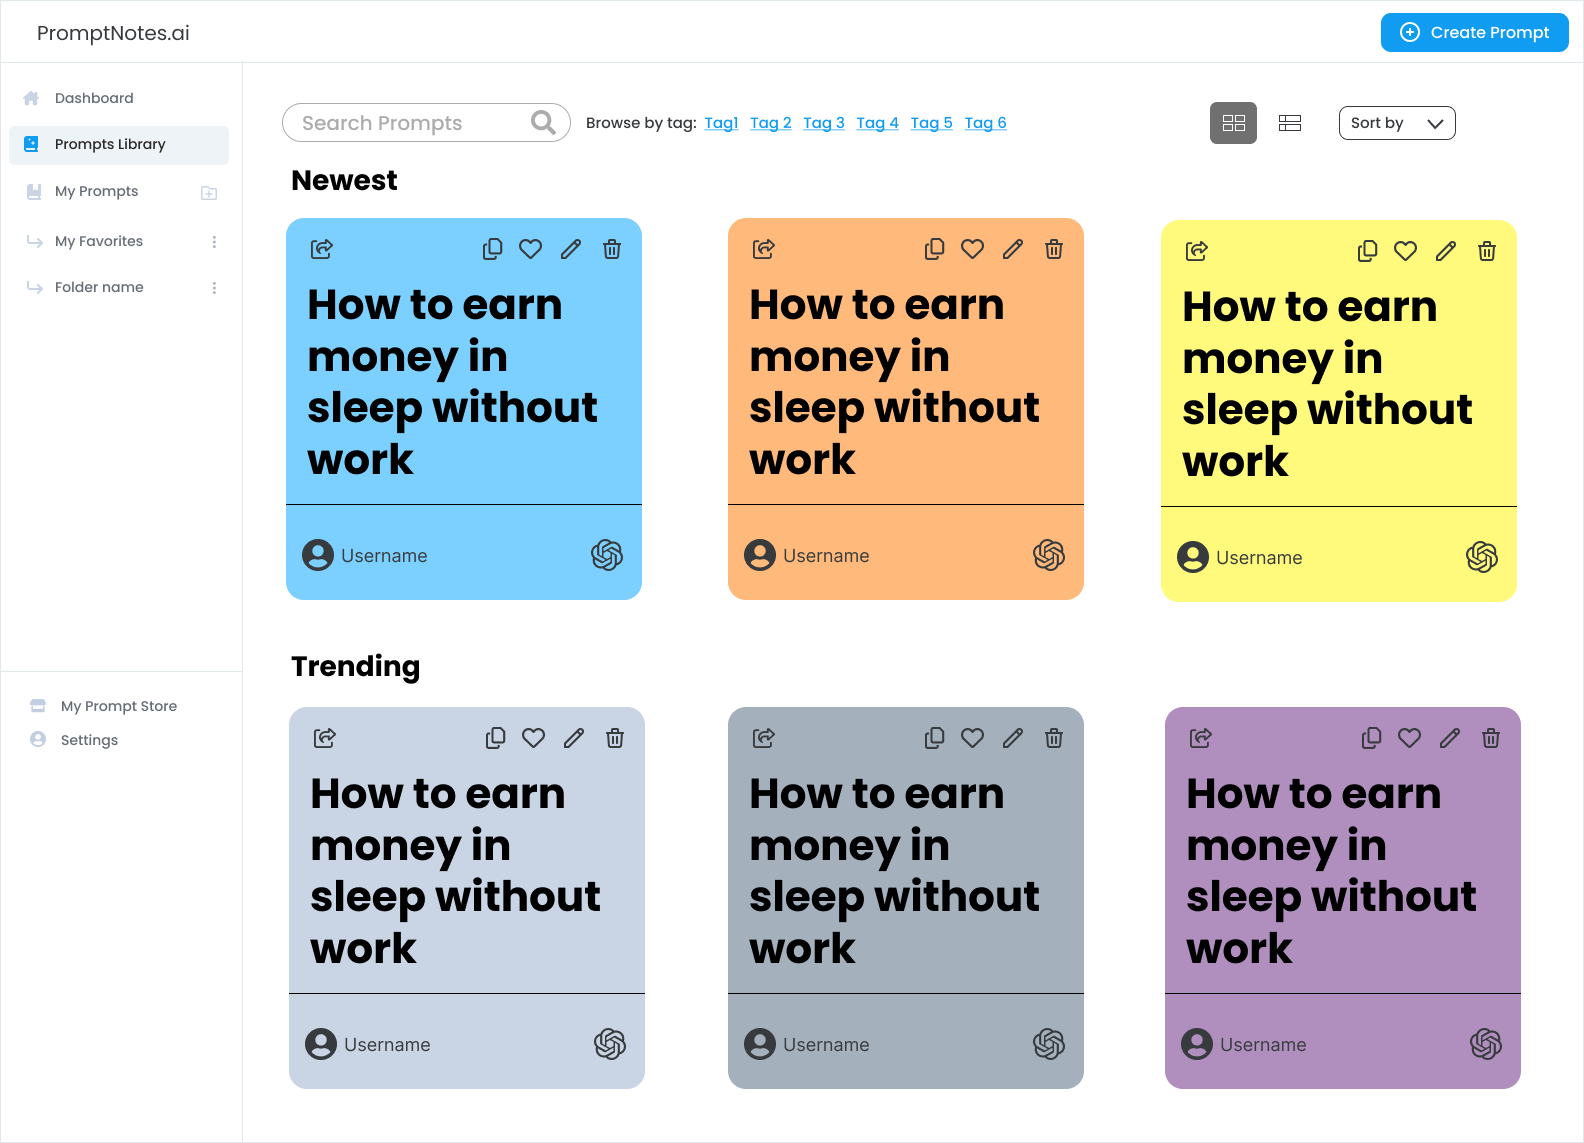 PromptNotes.ai
Create Prompt
Dashboard
Prompts Library
My Prompts
My Favorites
Folder name
My Prompt Store
Settings
Search Prompts
Browse by tag: Tag1 Tag 2 Tag 3 Tag 4 Tag 5 Tag 6
Sort by
Newest
How to earn
money in
sleep without
work
Username
How to earn
money in
sleep without
work
Username
How to earn
money in
sleep without
work
Username
Trending
How to earn
money in
sleep without
work
Username
How to earn
money in
sleep without
work
Username
How to earn
money in
sleep without
work
Username